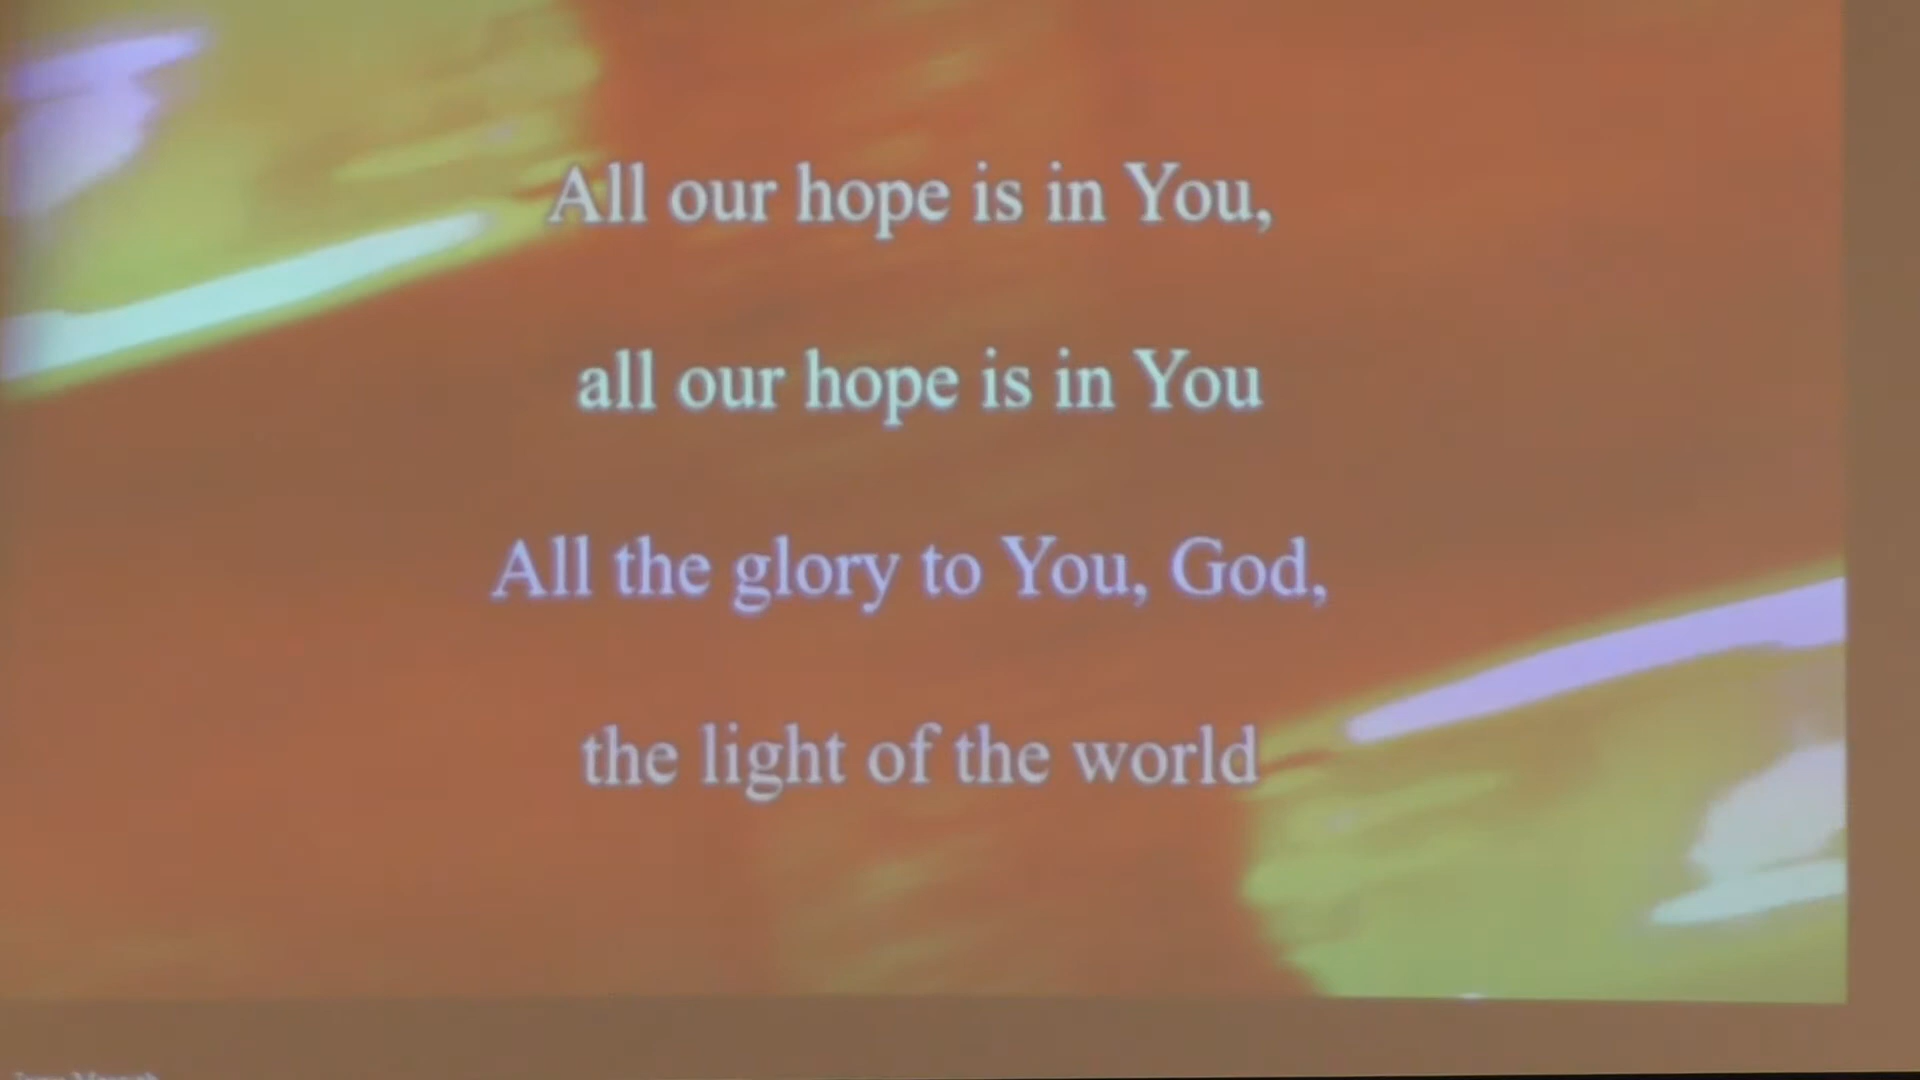 All our hope is in You,
all our hope is in You
All the glory to You, God,
the light of the world